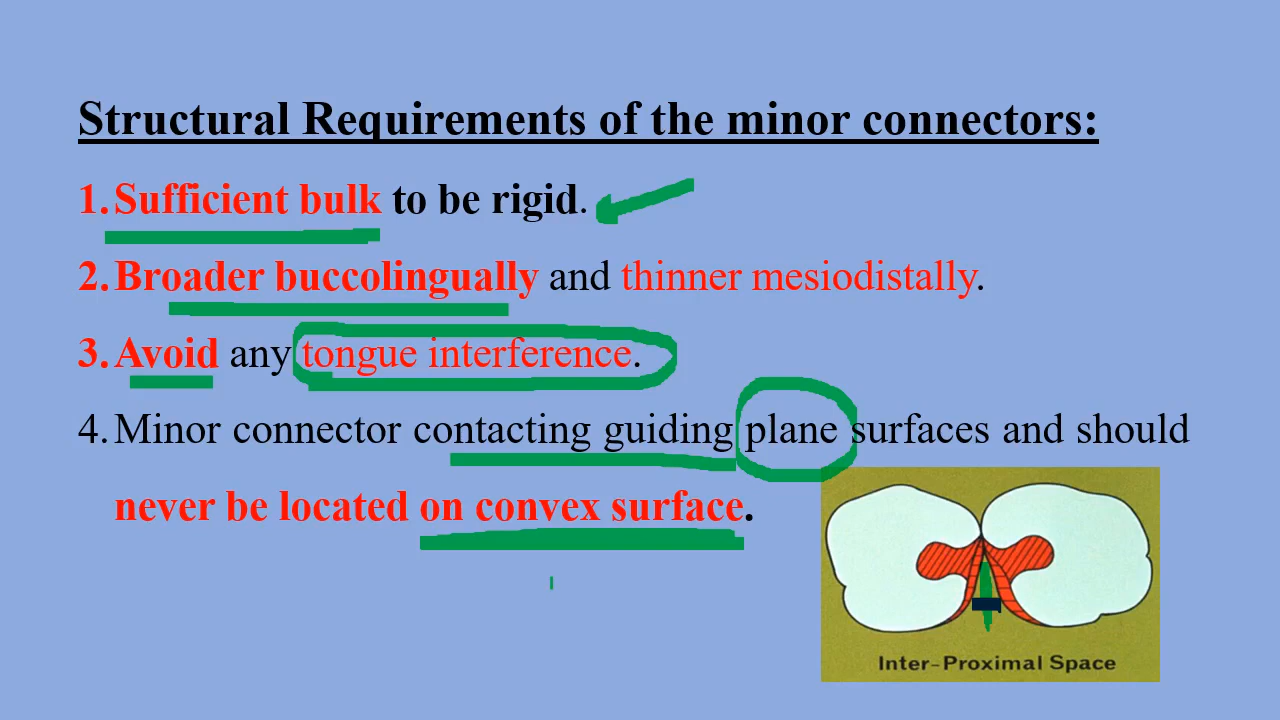 Structural Requirements of the minor connectors:
1. Sufficient bulk to be rigid.
2. Broader buccolingually and thinner mesiodistally.
3. Avoid any tongue interference.
4. Minor connector contacting guiding plane surfaces and should
never be located on convex surface.
Inter-Proximal Space